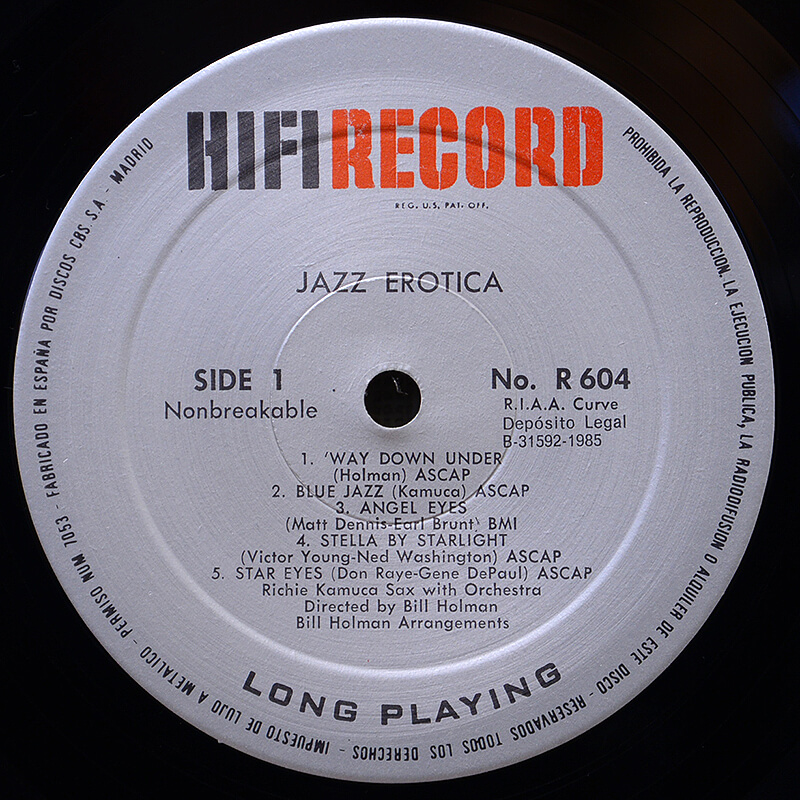 HIFIRECORD
REG. U.S. PAT. OFF.
JAZZ EROTICA
SIDE 1
Nonbreakable
No. R 604
R.I.A.A. Curve
Depósito Legal
B-31592-1985
1. 'WAY DOWN UNDER
(Holman) ASCAP
2. BLUE JAZZ (Kamuca) ASCAP
3. ANGEL EYES
(Matt Dennis-Earl Brunt) BMI
4. STELLA BY STARLIGHT
(Victor Young-Ned Washington) ASCAP
5. STAR EYES (Don Raye-Gene DePaul) ASCAP
Richie Kamuca Sax with Orchestra
Directed by Bill Holman
Bill Holman Arrangements
LONG PLAYING
PROHIBIDA LA REPRODUCCION, LA EJECUCION PUBLICA, LA RADIODIFUSION O ALQUILER DE ESTE DISCO - RESERVADOS TODOS LOS DERECHOS - IMPUESTO DE LUJO A METALICO - PERMISO NUM 7053 - FABRICADO EN ESPAÑA POR DISCOS CBS S.A. - MADRID